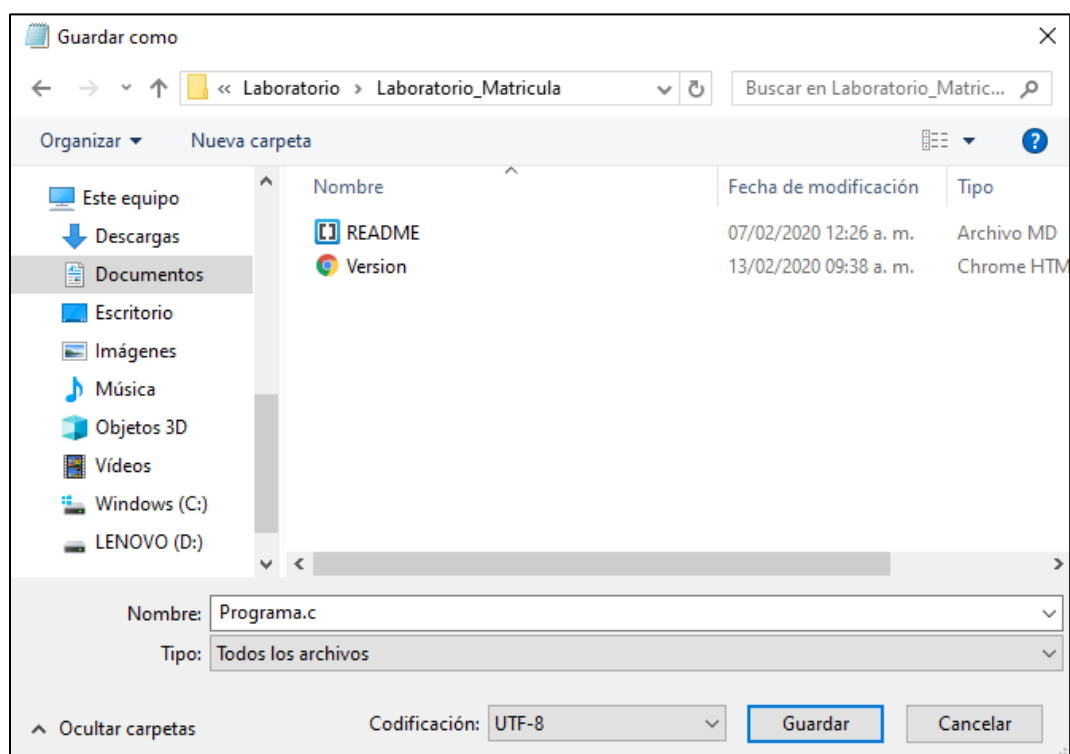 Guardar como
« Laboratorio > Laboratorio_Matricula
Buscar en Laboratorio_Matric...
Organizar
Nueva carpeta
?
Este equipo
Descargas
Documentos
Escritorio
Imágenes
Música
Objetos 3D
Vídeos
Windows (C:)
LENOVO (D:)
Nombre Fecha de modificación Tipo
README 07/02/2020 12:26 a. m. Archivo MD
Version 13/02/2020 09:38 a. m. Chrome HTM
Nombre: Programa.c
Tipo: Todos los archivos
Ocultar carpetas
Codificación: UTF-8
Guardar
Cancelar